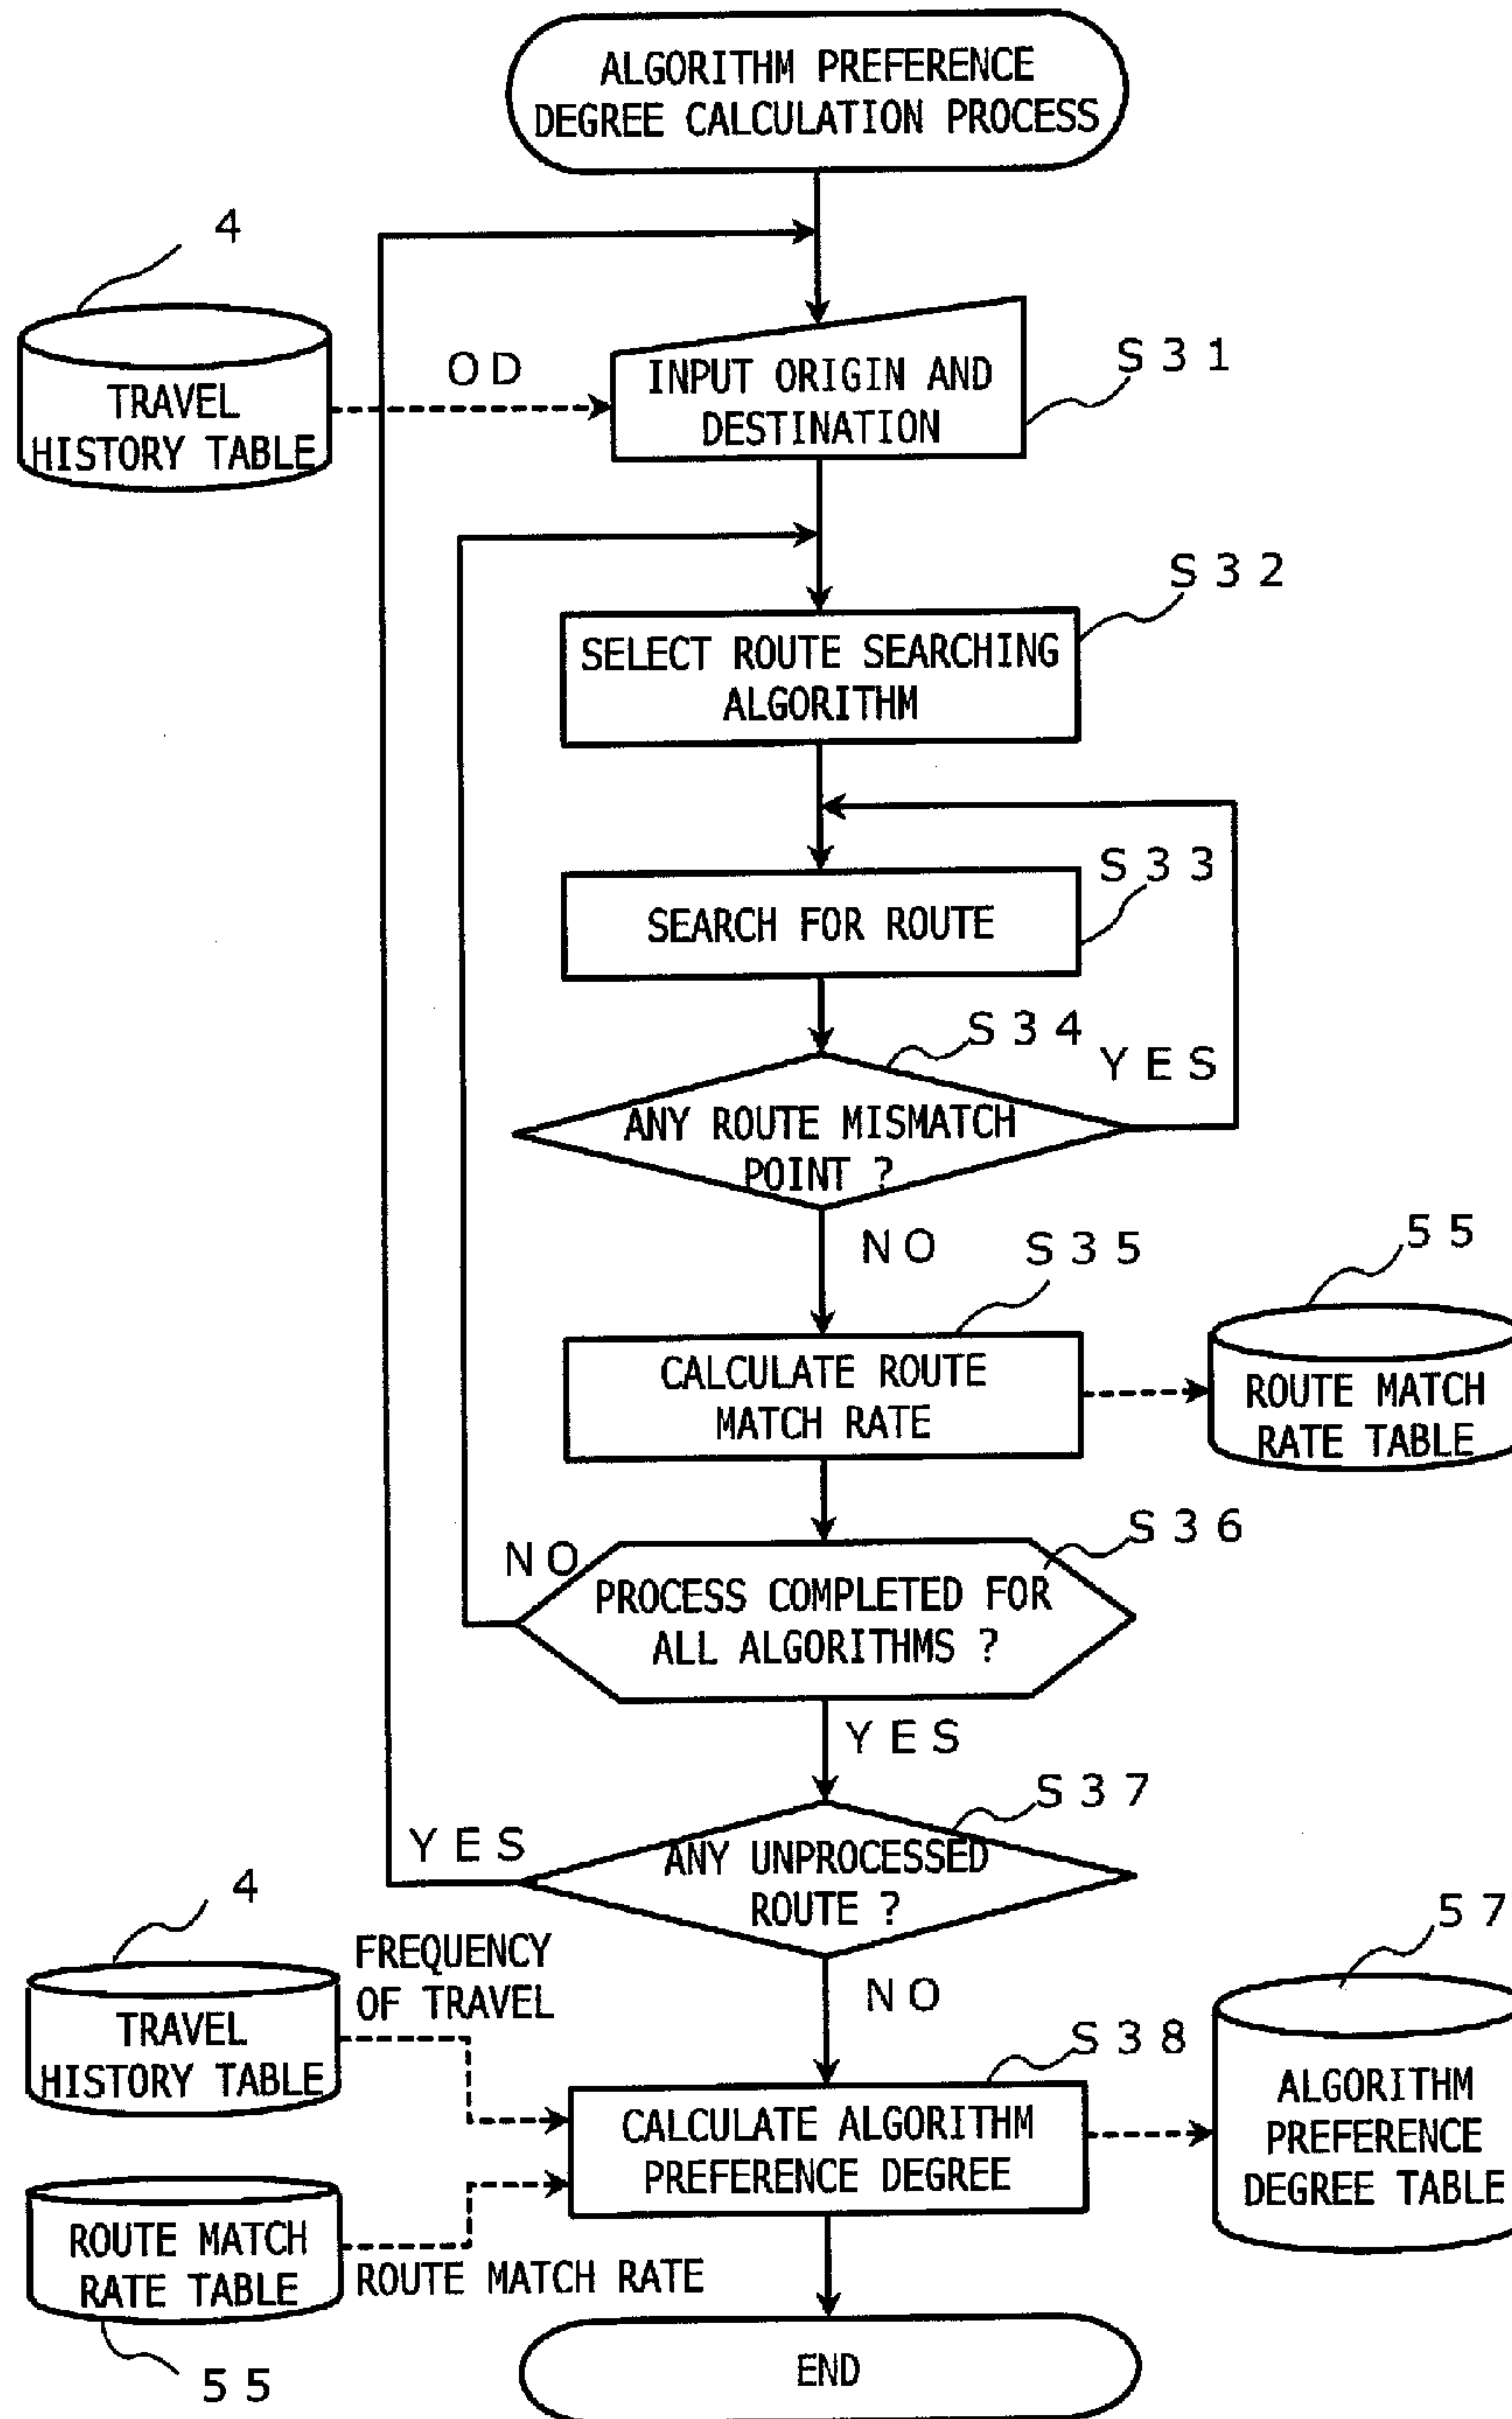 ALGORITHM PREFERENCE
DEGREE CALCULATION PROCESS
4
TRAVEL
HISTORY TABLE
OD
INPUT ORIGIN AND
DESTINATION
S31
S32
SELECT ROUTE SEARCHING
ALGORITHM
S33
SEARCH FOR ROUTE
S34
YES
ANY ROUTE MISMATCH
POINT ?
NO
S35
55
CALCULATE ROUTE
MATCH RATE
ROUTE MATCH
RATE TABLE
S36
NO
PROCESS COMPLETED FOR
ALL ALGORITHMS ?
YES
S37
YES
ANY UNPROCESSED
ROUTE ?
4
FREQUENCY
OF TRAVEL
NO
57
TRAVEL
HISTORY TABLE
S38
CALCULATE ALGORITHM
PREFERENCE DEGREE
ALGORITHM
PREFERENCE
DEGREE TABLE
ROUTE MATCH
RATE TABLE
ROUTE MATCH RATE
55
END